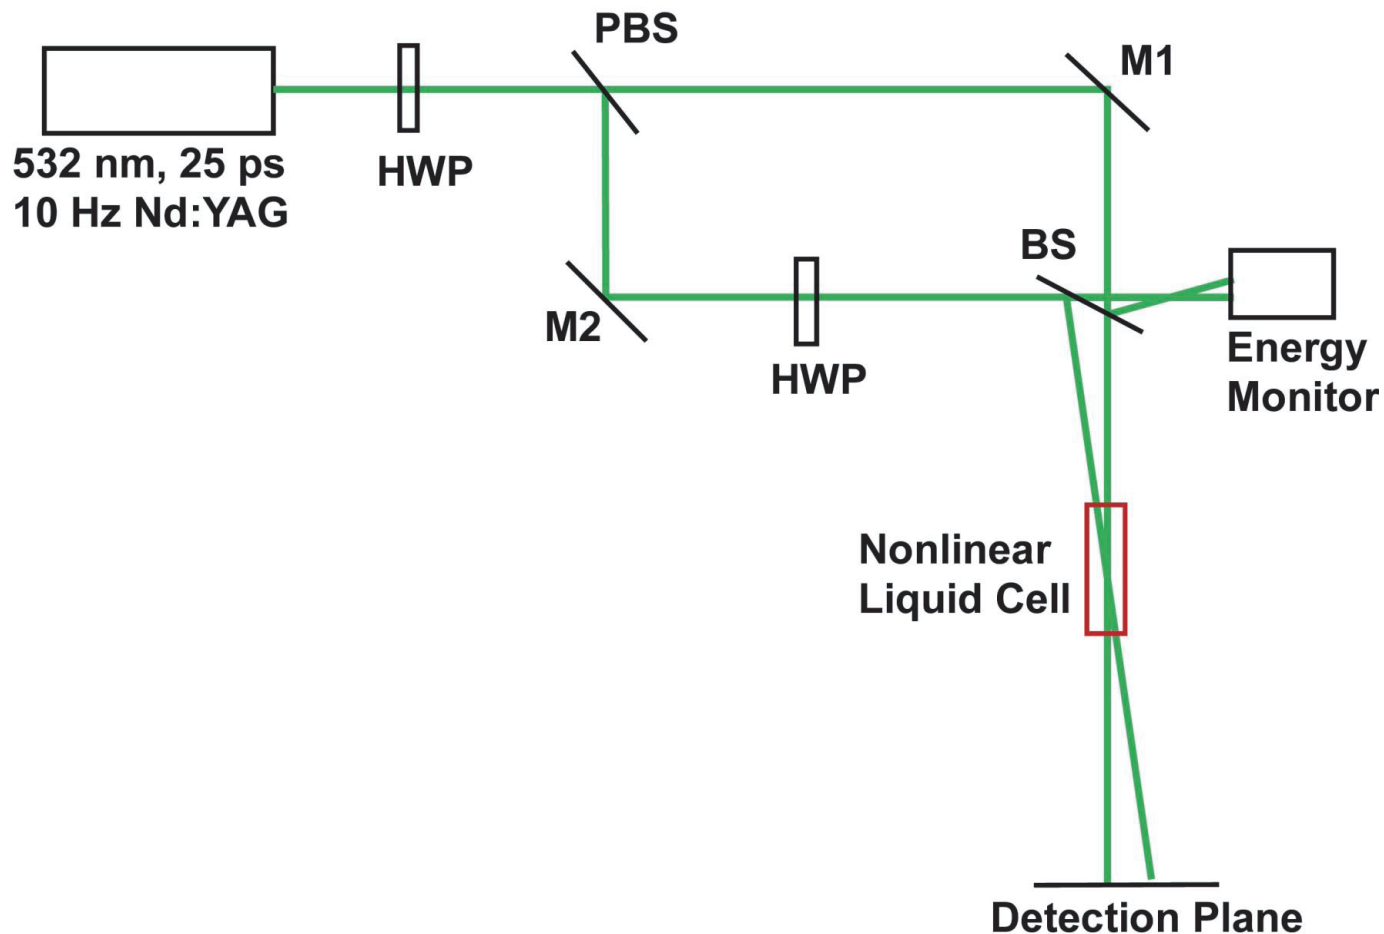 PBS
M1
532 nm, 25 ps
10 Hz Nd:YAG
HWP
BS
M2
HWP
Energy
Monitor
Nonlinear
Liquid Cell
Detection Plane